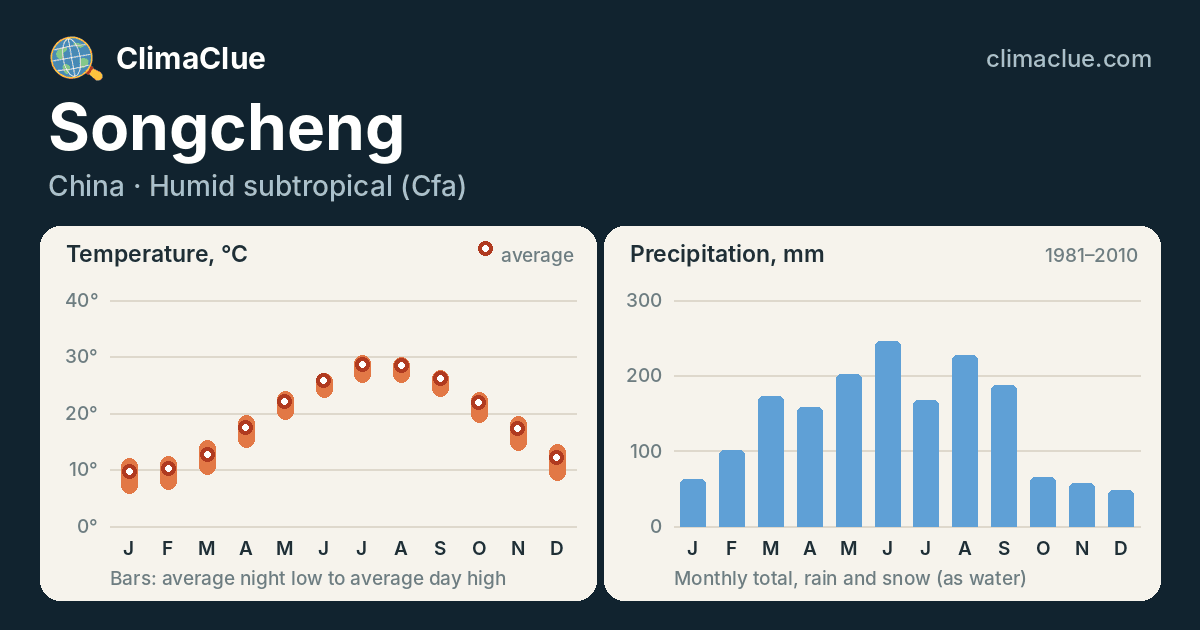 ClimaClue
climaclue.com
Songcheng
China · Humid subtropical (Cfa)
Temperature, °C
average
40°
30°
20°
10°
0°
J F M A M J J A S O N D
Bars: average night low to average day high
Precipitation, mm
1981–2010
300
200
100
0
J F M A M J J A S O N D
Monthly total, rain and snow (as water)